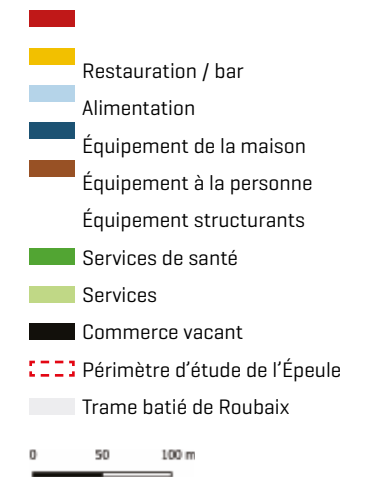 Restauration / bar
Alimentation
Équipement de la maison
Équipement à la personne
Équipement structurants
Services de santé
Services
Commerce vacant
Périmètre d'étude de l'Épeule
Trame batié de Roubaix
0 50 100 m